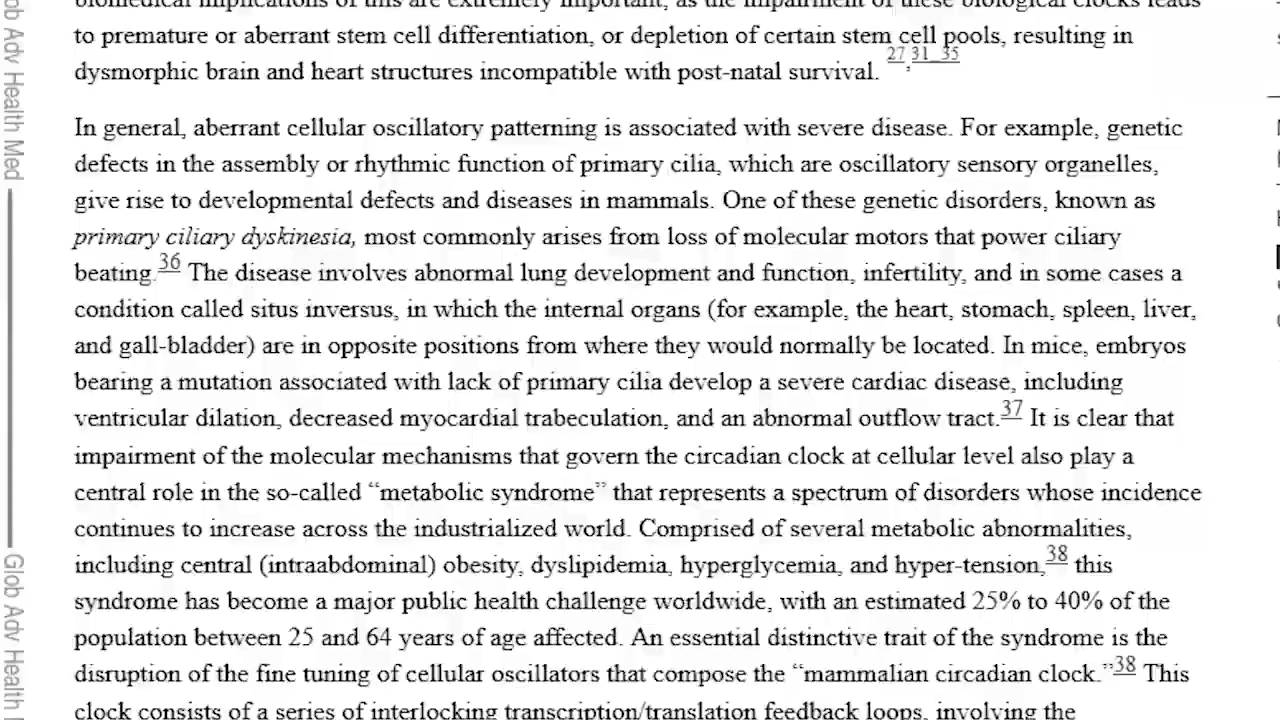 biomedical implications of this are extremely important, as the impairment of these biological clocks leads
to premature or aberrant stem cell differentiation, or depletion of certain stem cell pools, resulting in
dysmorphic brain and heart structures incompatible with post-natal survival. 27,31_35
In general, aberrant cellular oscillatory patterning is associated with severe disease. For example, genetic
defects in the assembly or rhythmic function of primary cilia, which are oscillatory sensory organelles,
give rise to developmental defects and diseases in mammals. One of these genetic disorders, known as
primary ciliary dyskinesia, most commonly arises from loss of molecular motors that power ciliary
beating.36 The disease involves abnormal lung development and function, infertility, and in some cases a
condition called situs inversus, in which the internal organs (for example, the heart, stomach, spleen, liver,
and gall-bladder) are in opposite positions from where they would normally be located. In mice, embryos
bearing a mutation associated with lack of primary cilia develop a severe cardiac disease, including
ventricular dilation, decreased myocardial trabeculation, and an abnormal outflow tract.37 It is clear that
impairment of the molecular mechanisms that govern the circadian clock at cellular level also play a
central role in the so-called “metabolic syndrome” that represents a spectrum of disorders whose incidence
continues to increase across the industrialized world. Comprised of several metabolic abnormalities,
including central (intraabdominal) obesity, dyslipidemia, hyperglycemia, and hyper-tension,38 this
syndrome has become a major public health challenge worldwide, with an estimated 25% to 40% of the
population between 25 and 64 years of age affected. An essential distinctive trait of the syndrome is the
disruption of the fine tuning of cellular oscillators that compose the “mammalian circadian clock.”38 This
clock consists of a series of interlocking transcription/translation feedback loops, involving the
ob Adv Health Med
Glob Adv Health